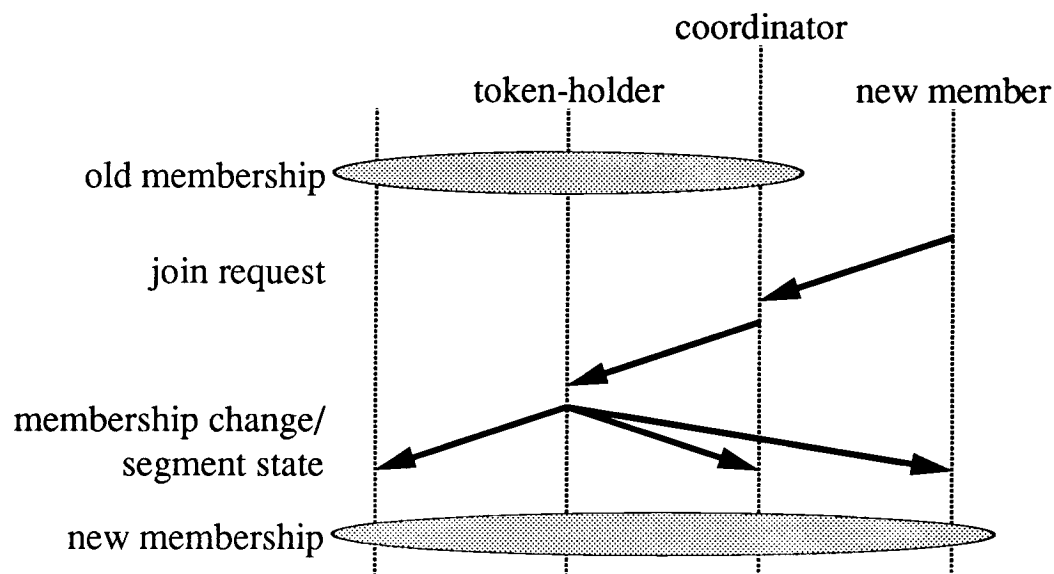 coordinator
token-holder
new member
old membership
join request
membership change/
segment state
new membership